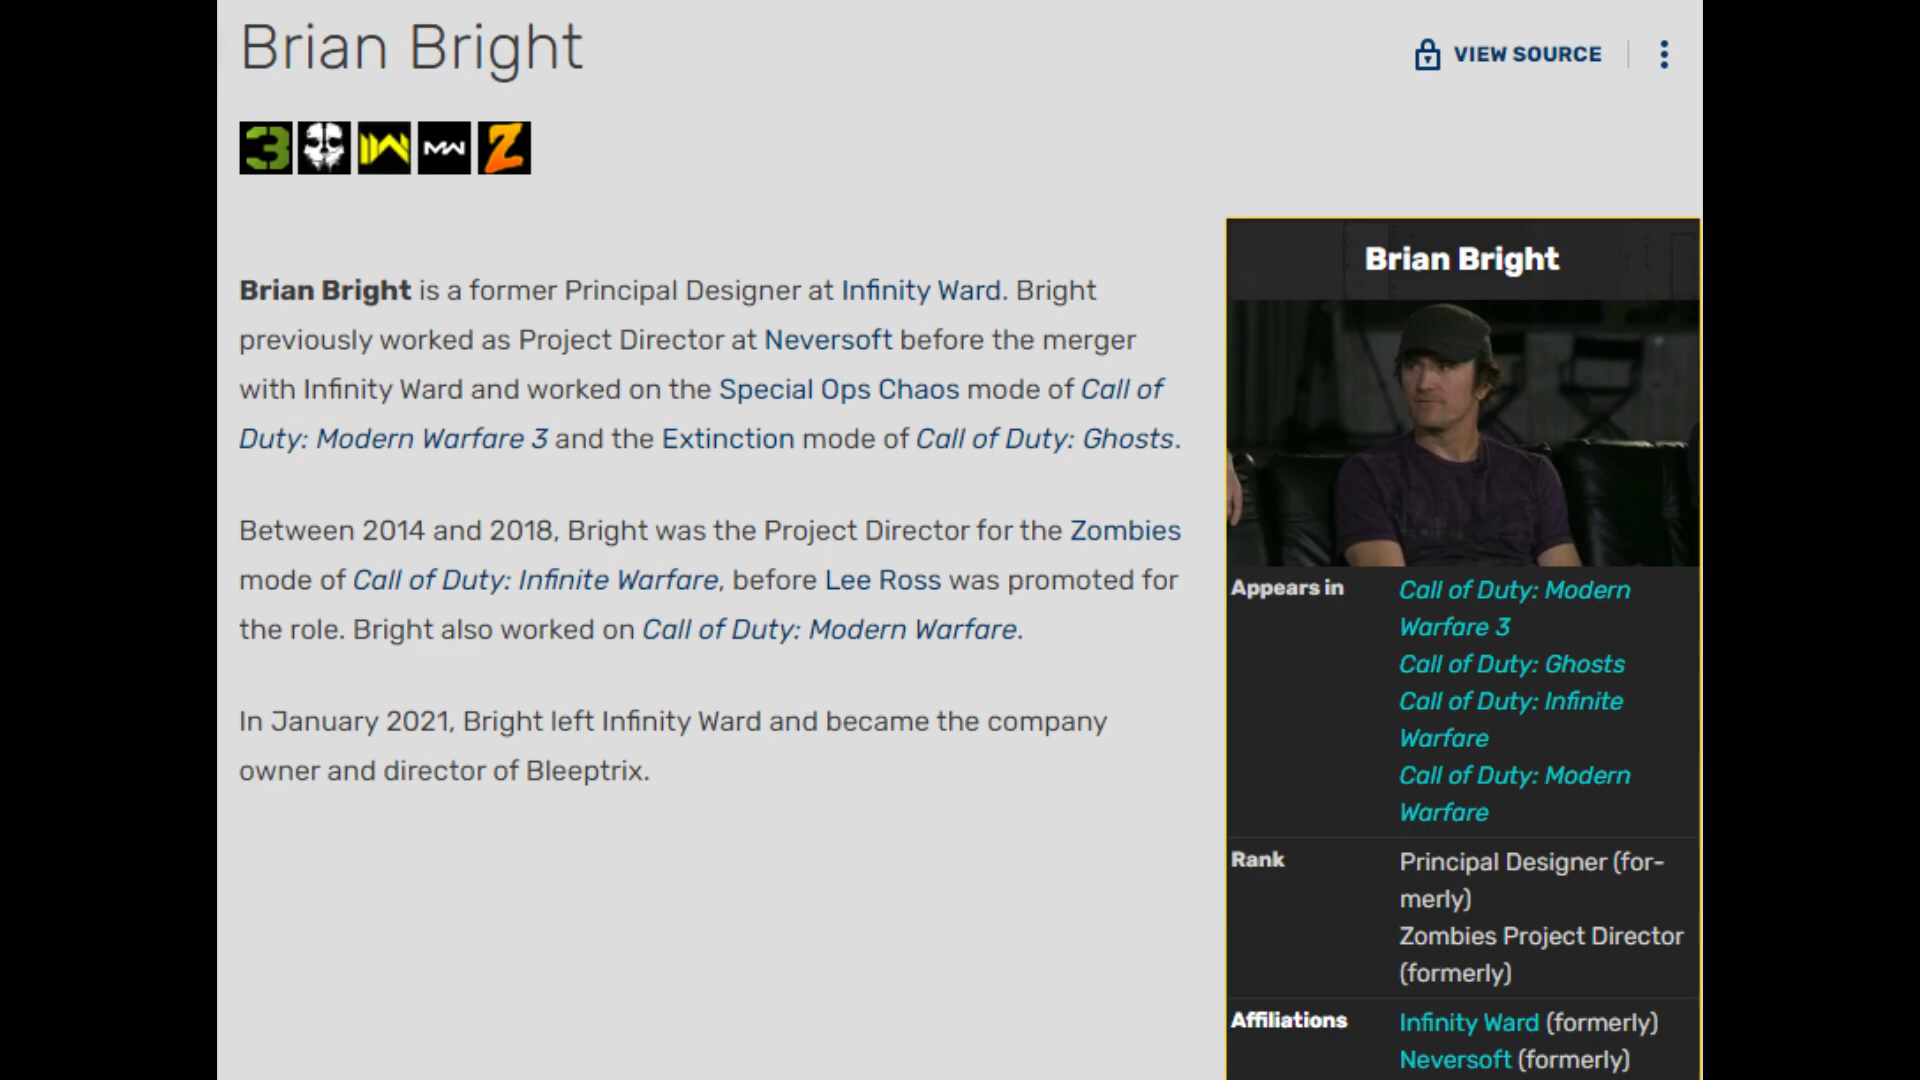 Brian Bright
VIEW SOURCE
3
MW
Z
Brian Bright is a former Principal Designer at Infinity Ward. Bright
previously worked as Project Director at Neversoft before the merger
with Infinity Ward and worked on the Special Ops Chaos mode of Call of
Duty: Modern Warfare 3 and the Extinction mode of Call of Duty: Ghosts.
Between 2014 and 2018, Bright was the Project Director for the Zombies
mode of Call of Duty: Infinite Warfare, before Lee Ross was promoted for
the role. Bright also worked on Call of Duty: Modern Warfare.
In January 2021, Bright left Infinity Ward and became the company
owner and director of Bleeptrix.
Brian Bright
Appears in
Call of Duty: Modern
Warfare 3
Call of Duty: Ghosts
Call of Duty: Infinite
Warfare
Call of Duty: Modern
Warfare
Rank
Principal Designer (for-
merly)
Zombies Project Director
(formerly)
Affiliations
Infinity Ward (formerly)
Neversoft (formerly)